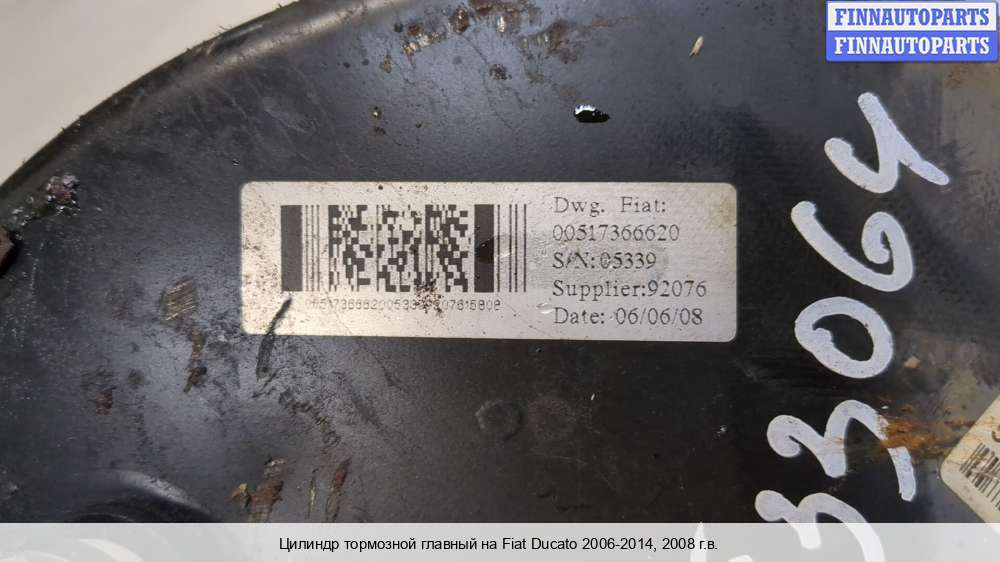 FINNAUTOPARTS
FINNAUTOPARTS
Dwg. Fiat:
00517366620
S/N: 05339
Supplier:92076
Date: 06/06/08
33064
Цилиндр тормозной главный на Fiat Ducato 2006-2014, 2008 г.в.